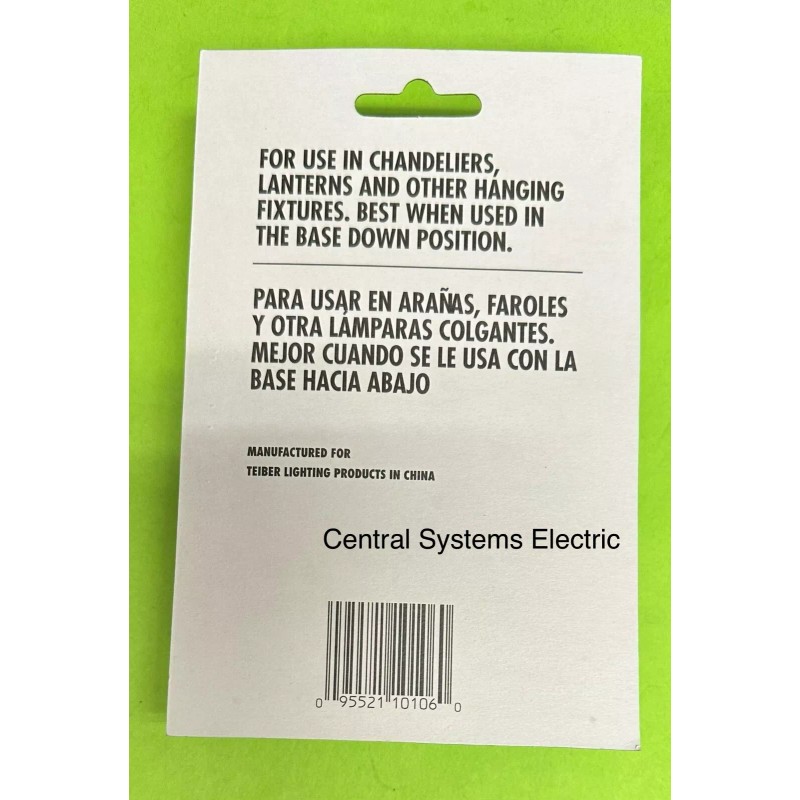 FOR USE IN CHANDELIERS,
LANTERNS AND OTHER HANGING
FIXTURES. BEST WHEN USED IN
THE BASE DOWN POSITION.
PARA USAR EN ARAÑAS, FAROLES
Y OTRA LÁMPARAS COLGANTES.
MEJOR CUANDO SE LE USA CON LA
BASE HACIA ABAJO
MANUFACTURED FOR
TEIBER LIGHTING PRODUCTS IN CHINA
Central Systems Electric
0 95521 10106 0